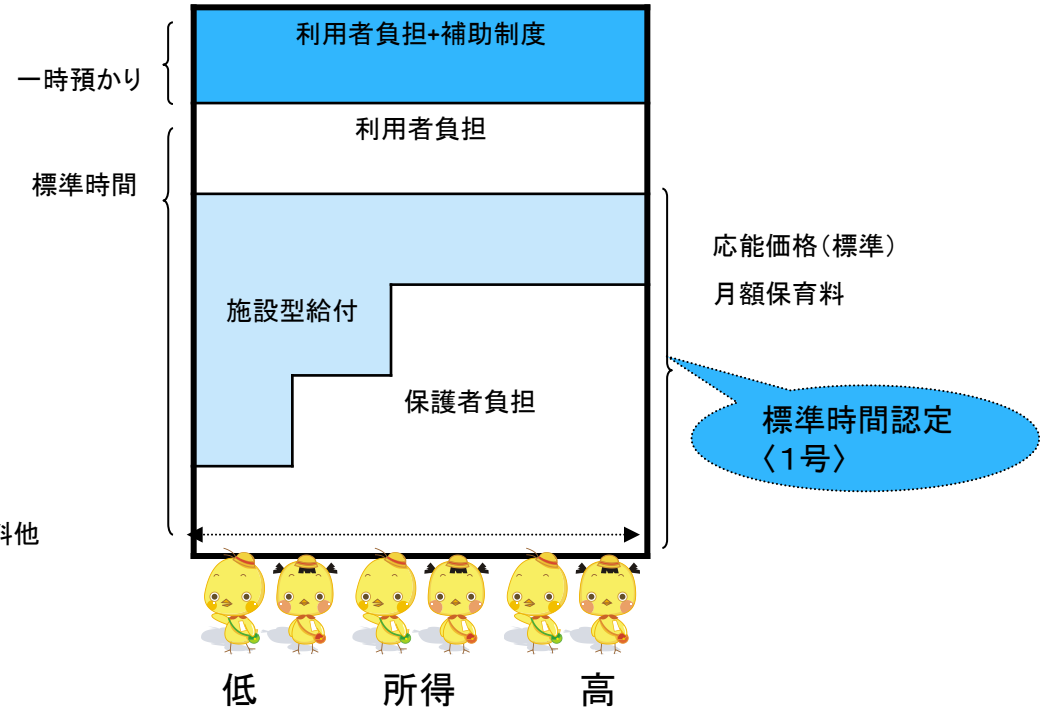 利用者負担+補助制度
一時預かり
利用者負担
標準時間
応能価格(標準)
月額保育料
施設型給付
保護者負担
標準時間認定
〈1号〉
料他
低 所得 高